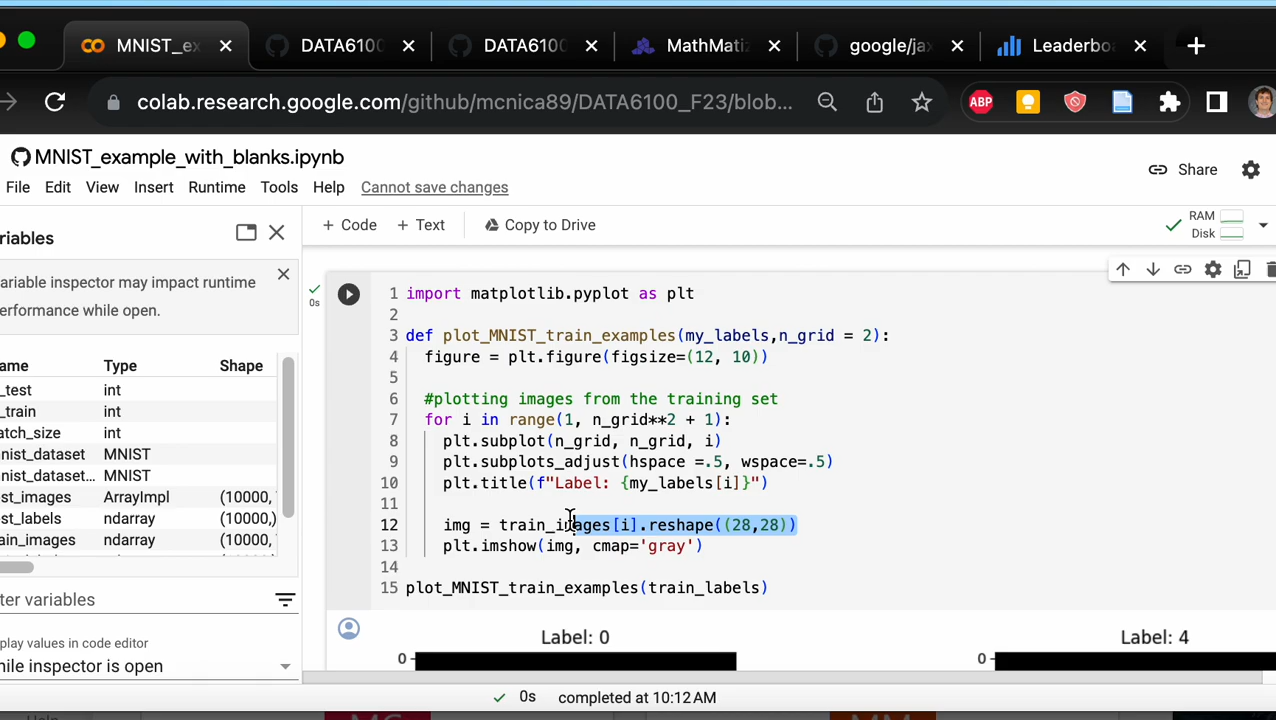 MNIST_ex
DATA6100
DATA6100
MathMati
google/jax
Leaderbo
colab.research.google.com/github/mcnica89/DATA6100_F23/blob...
ABP
MNIST_example_with_blanks.ipynb
File Edit View Insert Runtime Tools Help Cannot save changes
Share
+ Code + Text Copy to Drive
RAM
Disk
riables
ariable inspector may impact runtime
erformance while open.
ame Type Shape
_test int
_train int
atch_size int
nist_dataset MNIST
nist_dataset... MNIST
st_images ArrayImpl (10000,
st_labels ndarray (10000,)
in_images ndarray (10000,
ter variables
play values in code editor
hile inspector is open
0s
1 import matplotlib.pyplot as plt
2
3 def plot_MNIST_train_examples(my_labels,n_grid = 2):
4 figure = plt.figure(figsize=(12, 10))
5
6 #plotting images from the training set
7 for i in range(1, n_grid**2 + 1):
8 plt.subplot(n_grid, n_grid, i)
9 plt.subplots_adjust(hspace =.5, wspace=.5)
10 plt.title(f"Label: {my_labels[i]}")
11
12 img = train_images[i].reshape((28,28))
13 plt.imshow(img, cmap='gray')
14
15 plot_MNIST_train_examples(train_labels)
Label: 0 Label: 4
0 0
0s completed at 10:12 AM